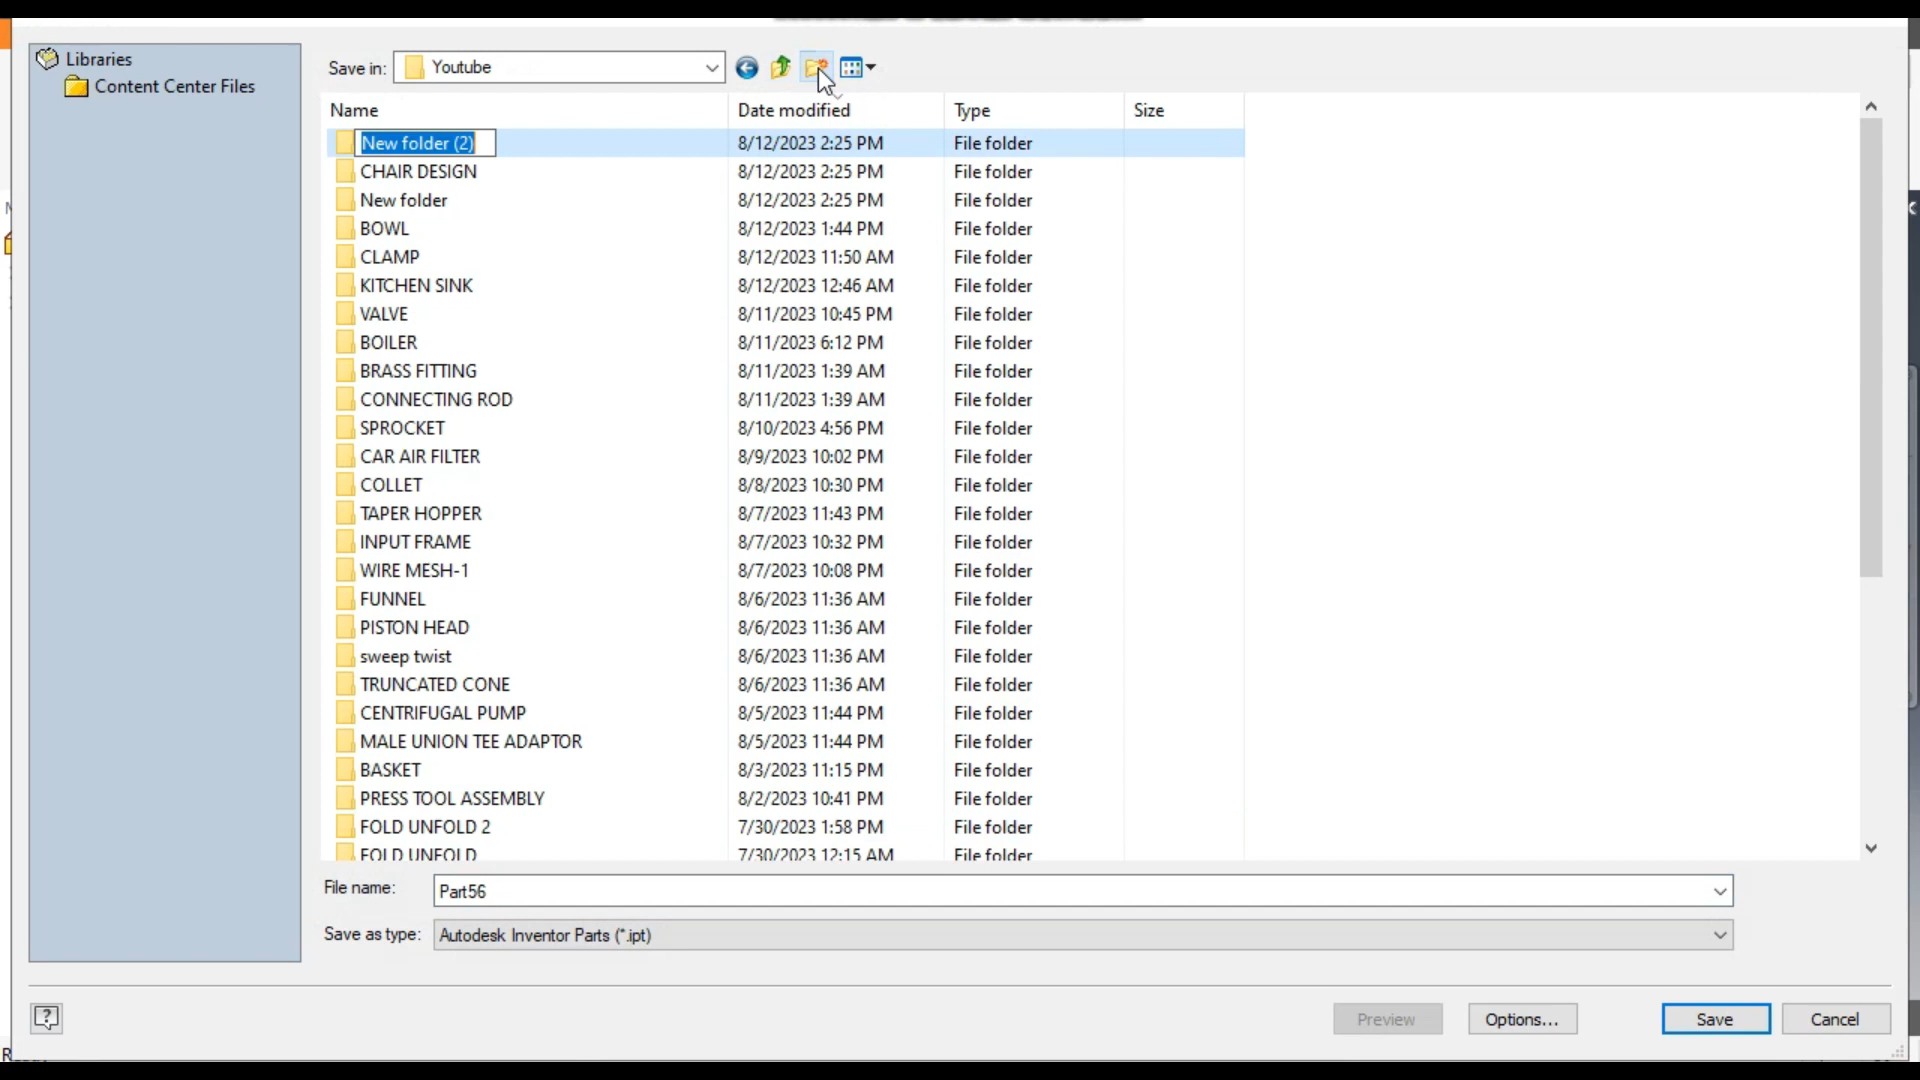 Libraries
Content Center Files
Save in: Youtube
Name Date modified Type Size
New folder (2) 8/12/2023 2:25 PM File folder
CHAIR DESIGN 8/12/2023 2:25 PM File folder
New folder 8/12/2023 2:25 PM File folder
BOWL 8/12/2023 1:44 PM File folder
CLAMP 8/12/2023 11:50 AM File folder
KITCHEN SINK 8/12/2023 12:46 AM File folder
VALVE 8/11/2023 10:45 PM File folder
BOILER 8/11/2023 6:12 PM File folder
BRASS FITTING 8/11/2023 1:39 AM File folder
CONNECTING ROD 8/11/2023 1:39 AM File folder
SPROCKET 8/10/2023 4:56 PM File folder
CAR AIR FILTER 8/9/2023 10:02 PM File folder
COLLET 8/8/2023 10:30 PM File folder
TAPER HOPPER 8/7/2023 11:43 PM File folder
INPUT FRAME 8/7/2023 10:32 PM File folder
WIRE MESH-1 8/7/2023 10:08 PM File folder
FUNNEL 8/6/2023 11:36 AM File folder
PISTON HEAD 8/6/2023 11:36 AM File folder
sweep twist 8/6/2023 11:36 AM File folder
TRUNCATED CONE 8/6/2023 11:36 AM File folder
CENTRIFUGAL PUMP 8/5/2023 11:44 PM File folder
MALE UNION TEE ADAPTOR 8/5/2023 11:44 PM File folder
BASKET 8/3/2023 11:15 PM File folder
PRESS TOOL ASSEMBLY 8/2/2023 10:41 PM File folder
FOLD UNFOLD 2 7/30/2023 1:58 PM File folder
FOLD UNFOLD 7/30/2023 12:15 AM File folder
File name: Part56
Save as type: Autodesk Inventor Parts (*.ipt)
? Preview Options... Save Cancel